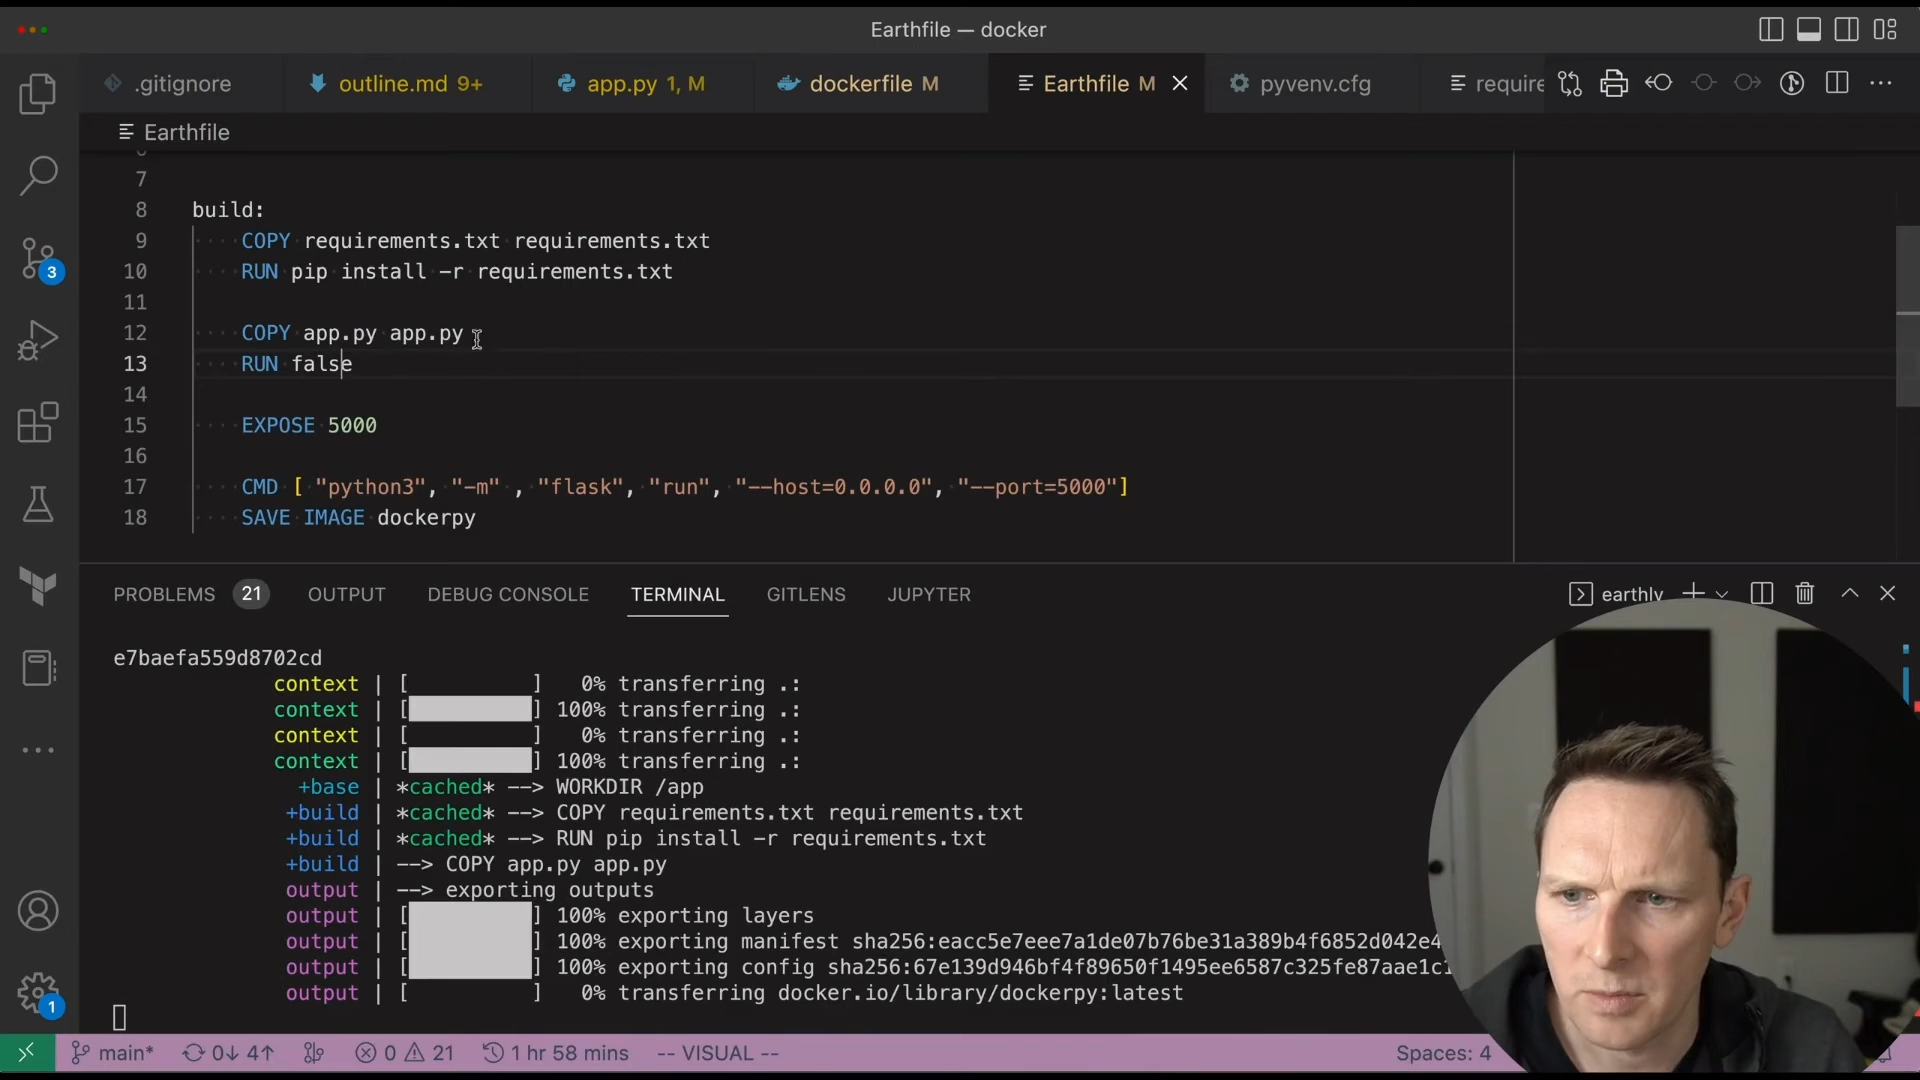 Earthfile — docker
.gitignore
outline.md 9+
app.py 1, M
dockerfile M
Earthfile M
pyvenv.cfg
require
Earthfile
7
8 build:
9 COPY requirements.txt requirements.txt
10 RUN pip install -r requirements.txt
11
12 COPY app.py app.py
13 RUN false
14
15 EXPOSE 5000
16
17 CMD [ "python3", "-m" , "flask", "run", "--host=0.0.0.0", "--port=5000"]
18 SAVE IMAGE dockerpy
3
PROBLEMS 21 OUTPUT DEBUG CONSOLE TERMINAL GITLENS JUPYTER
earthly
e7baefa559d8702cd
context | [ ] 0% transferring .:
context | [ ] 100% transferring .:
context | [ ] 0% transferring .:
context | [ ] 100% transferring .:
+base | *cached* --> WORKDIR /app
+build | *cached* --> COPY requirements.txt requirements.txt
+build | *cached* --> RUN pip install -r requirements.txt
+build | --> COPY app.py app.py
output | --> exporting outputs
output | [ ] 100% exporting layers
output | [ ] 100% exporting manifest sha256:eacc5e7eee7a1de07b76be31a389b4f6852d042e4
output | [ ] 100% exporting config sha256:67e139d946bf4f89650f1495ee6587c325fe87aae1c1
output | [ ] 0% transferring docker.io/library/dockerpy:latest
1
main* 0↓ 4↑ 0 21 1 hr 58 mins -- VISUAL -- Spaces: 4